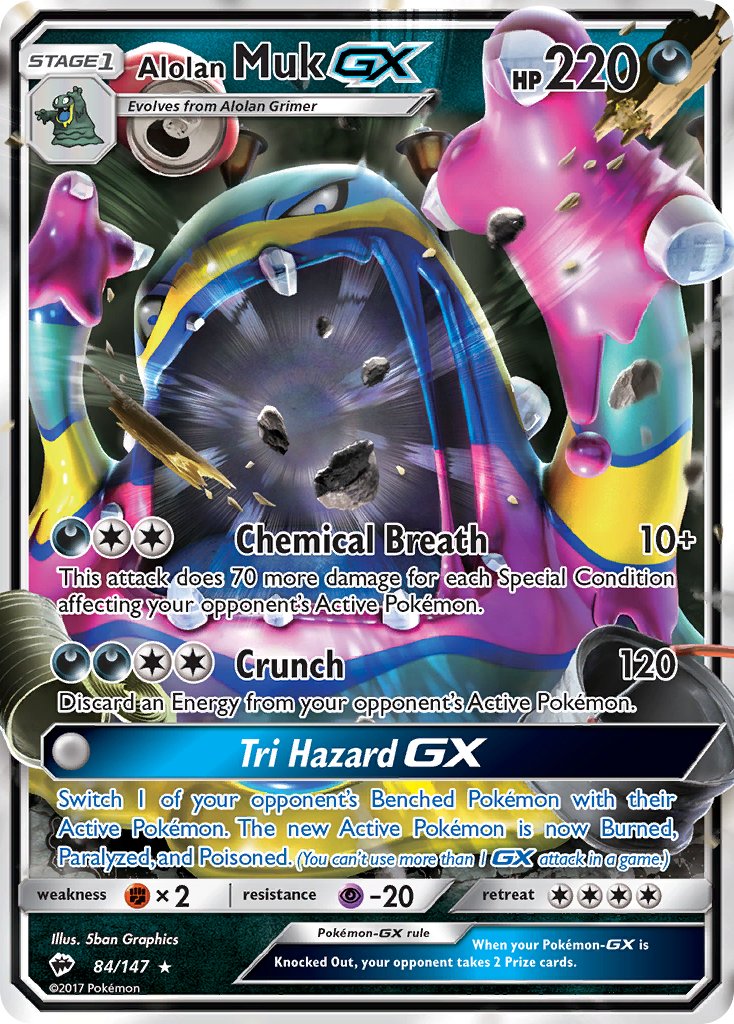 STAGE1
Alolan Muk GX
HP 220
Evolves from Alolan Grimer
Chemical Breath 10+
This attack does 70 more damage for each Special Condition
affecting your opponent's Active Pokémon.
Crunch 120
Discard an Energy from your opponent's Active Pokémon.
Tri Hazard GX
Switch 1 of your opponent's Benched Pokémon with their
Active Pokémon. The new Active Pokémon is now Burned,
Paralyzed, and Poisoned. (You can't use more than 1 GX attack in a game.)
weakness × 2 resistance -20 retreat
Illus. 5ban Graphics
Pokémon-GX rule
When your Pokémon-GX is
Knocked Out, your opponent takes 2 Prize cards.
84/147 ★
©2017 Pokémon